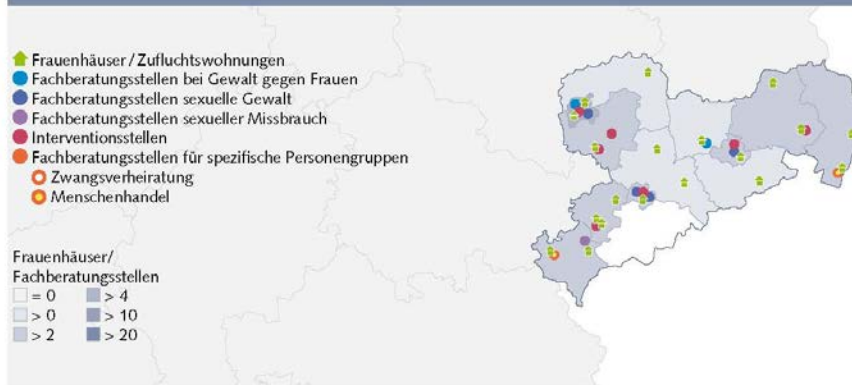 Frauenhäuser / Zufluchtswohnungen
Fachberatungsstellen bei Gewalt gegen Frauen
Fachberatungsstellen sexuelle Gewalt
Fachberatungsstellen sexueller Missbrauch
Interventionsstellen
Fachberatungsstellen für spezifische Personengruppen
Zwangsverheiratung
Menschenhandel
Frauenhäuser/
Fachberatungsstellen
= 0 > 4
> 0 > 10
> 2 > 20